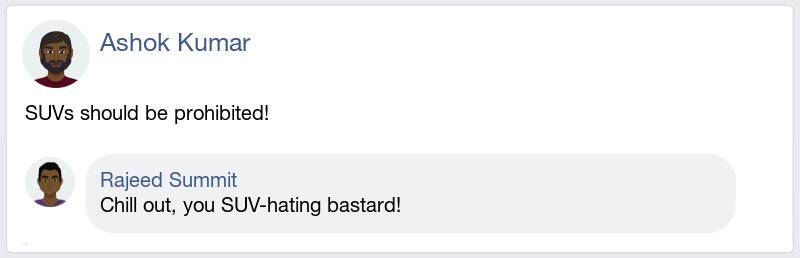 Ashok Kumar
SUVs should be prohibited!
Rajeed Summit
Chill out, you SUV-hating bastard!